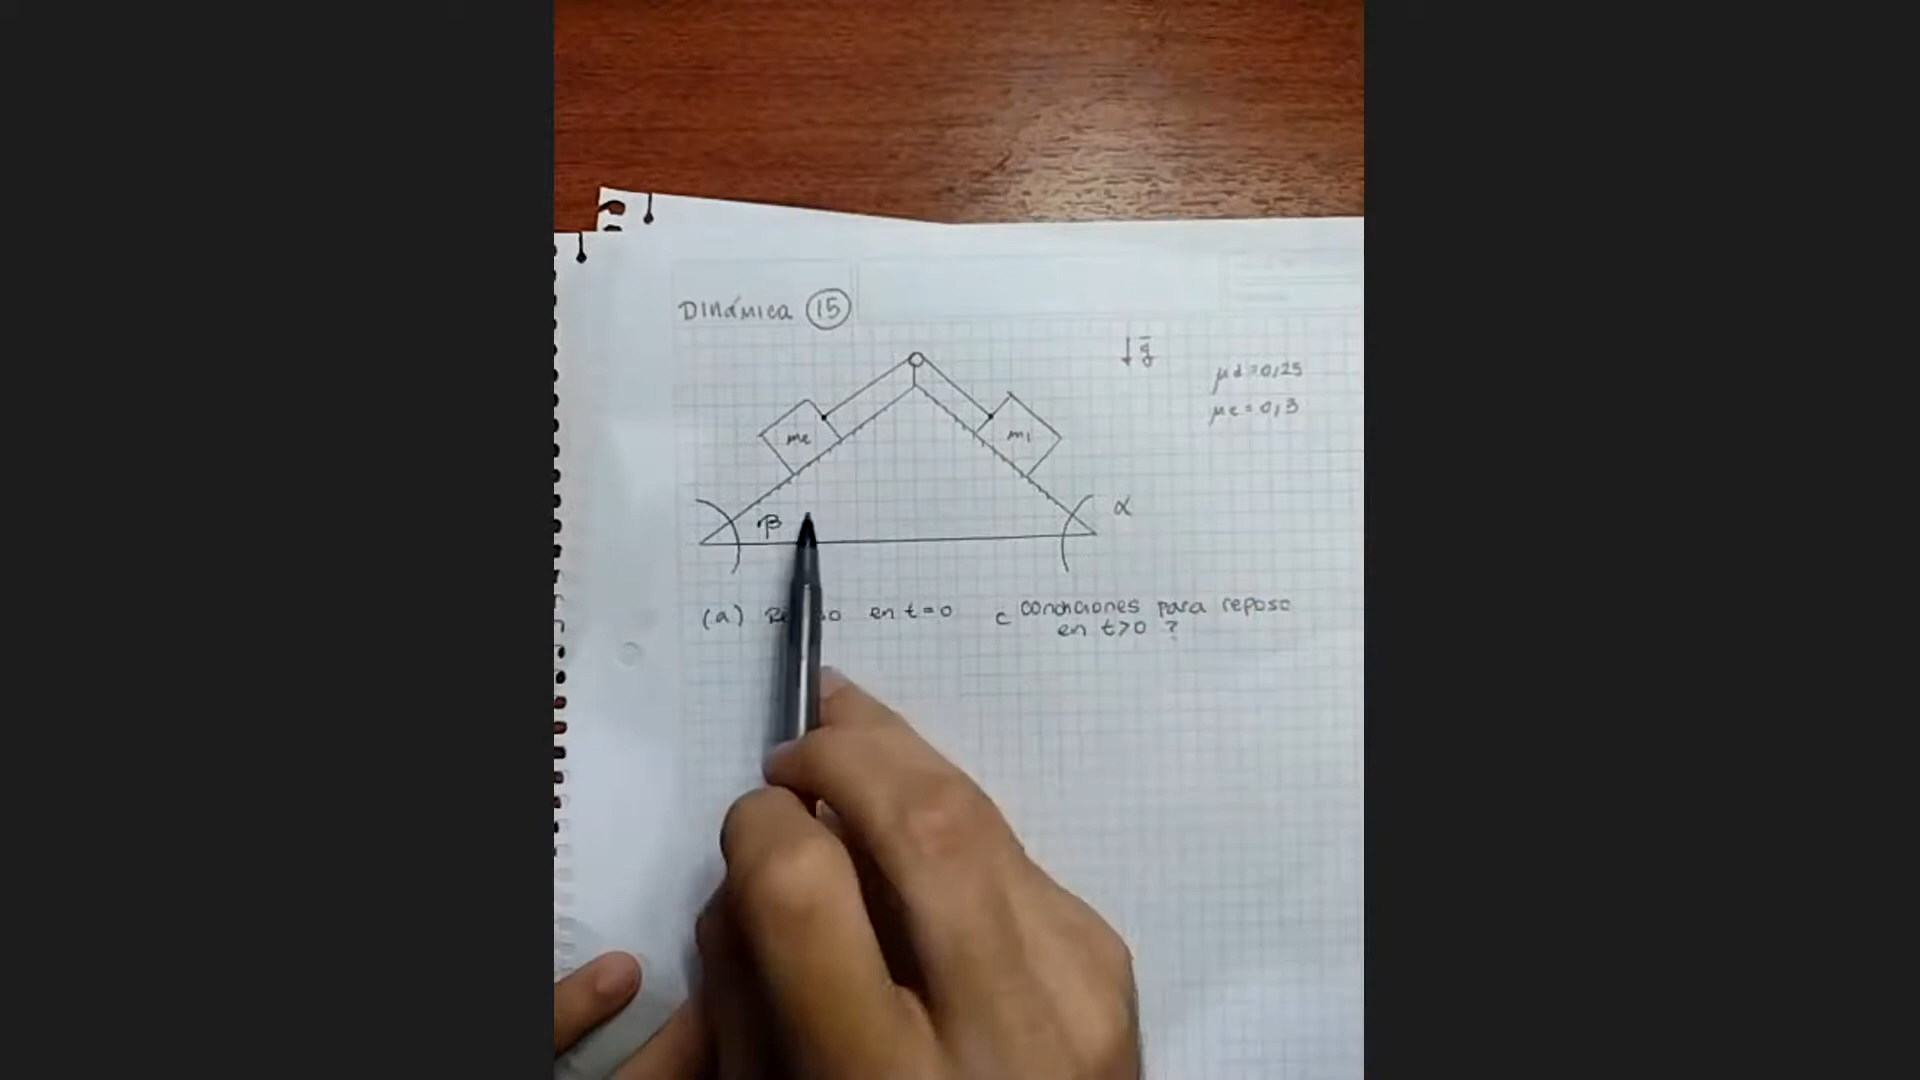 Dinámica 15
g
μd = 0,25
μe = 0,3
m2
m1
β
α
(a) en t = 0 condiciones para reposo
en t > 0 ?